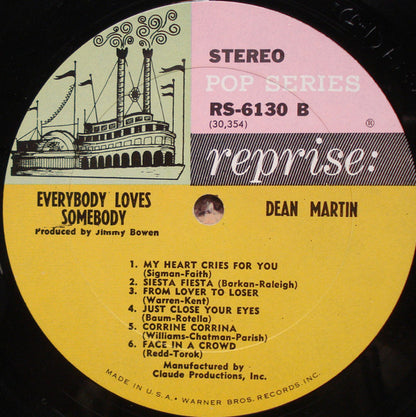 STEREO
POP SERIES
RS-6130 B
(30,354)
®
reprise:
EVERYBODY LOVES
SOMEBODY
Produced by Jimmy Bowen
DEAN MARTIN
1. MY HEART CRIES FOR YOU
(Sigman-Faith)
2. SIESTA FIESTA (Barkan-Raleigh)
3. FROM LOVER TO LOSER
(Warren-Kent)
4. JUST CLOSE YOUR EYES
(Baum-Rotella)
5. CORRINE CORRINA
(Williams-Chatman-Parish)
6. FACE IN A CROWD
(Redd-Torok)
Manufactured by
Claude Productions, Inc.
MADE IN U.S.A. • WARNER BROS. RECORDS INC.